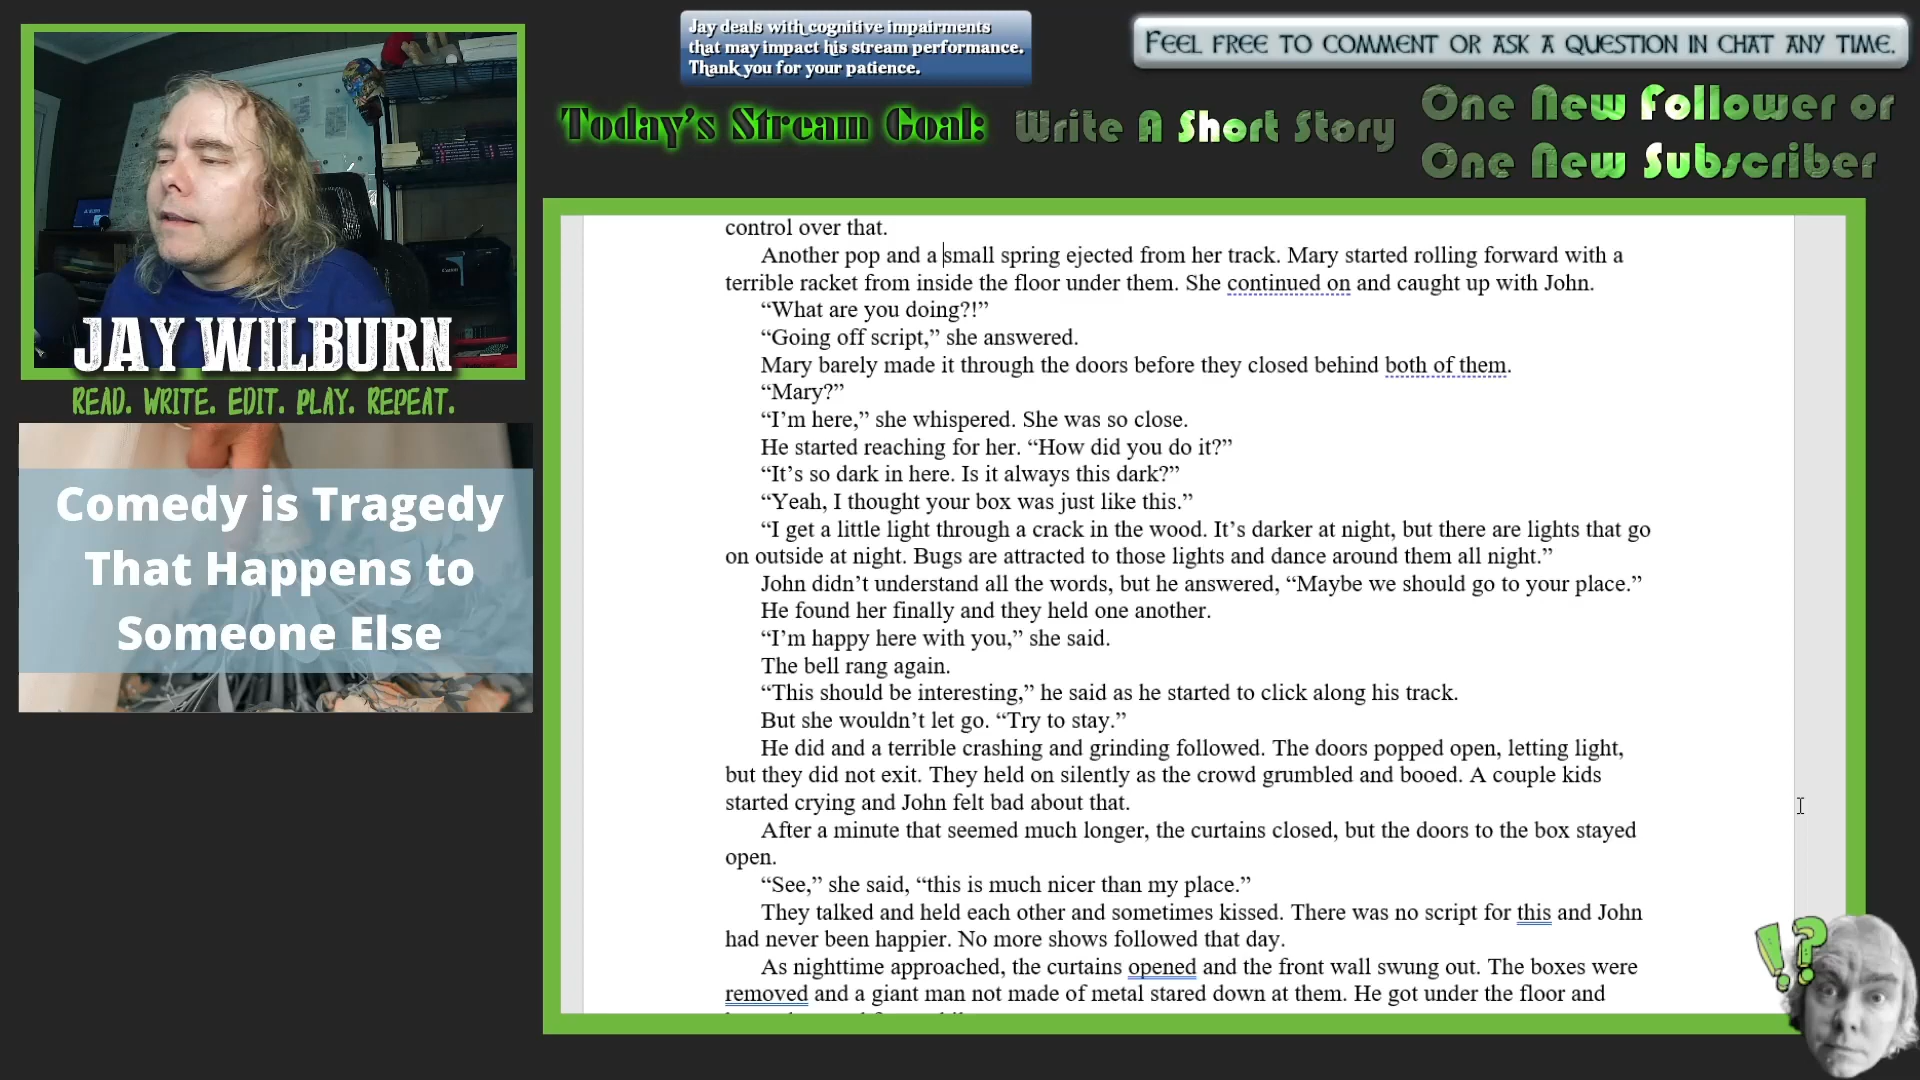 Jay deals with cognitive impairments
that may impact his stream performance.
Thank you for your patience.
Feel free to comment or ask a question in chat any time.
Today's Stream Goal:
Write A Short Story
One New Follower or
One New Subscriber
JAY WILBURN
READ. WRITE. EDIT. PLAY. REPEAT.
Comedy is Tragedy
That Happens to
Someone Else
control over that.
Another pop and a small spring ejected from her track. Mary started rolling forward with a
terrible racket from inside the floor under them. She continued on and caught up with John.
“What are you doing?!”
“Going off script,” she answered.
Mary barely made it through the doors before they closed behind both of them.
“Mary?”
“I’m here,” she whispered. She was so close.
He started reaching for her. “How did you do it?”
“It’s so dark in here. Is it always this dark?”
“Yeah, I thought your box was just like this.”
“I get a little light through a crack in the wood. It’s darker at night, but there are lights that go
on outside at night. Bugs are attracted to those lights and dance around them all night.”
John didn’t understand all the words, but he answered, “Maybe we should go to your place.”
He found her finally and they held one another.
“I’m happy here with you,” she said.
The bell rang again.
“This should be interesting,” he said as he started to click along his track.
But she wouldn’t let go. “Try to stay.”
He did and a terrible crashing and grinding followed. The doors popped open, letting light,
but they did not exit. They held on silently as the crowd grumbled and booed. A couple kids
started crying and John felt bad about that.
After a minute that seemed much longer, the curtains closed, but the doors to the box stayed
open.
“See,” she said, “this is much nicer than my place.”
They talked and held each other and sometimes kissed. There was no script for this and John
had never been happier. No more shows followed that day.
As nighttime approached, the curtains opened and the front wall swung out. The boxes were
removed and a giant man not made of metal stared down at them. He got under the floor and
!?